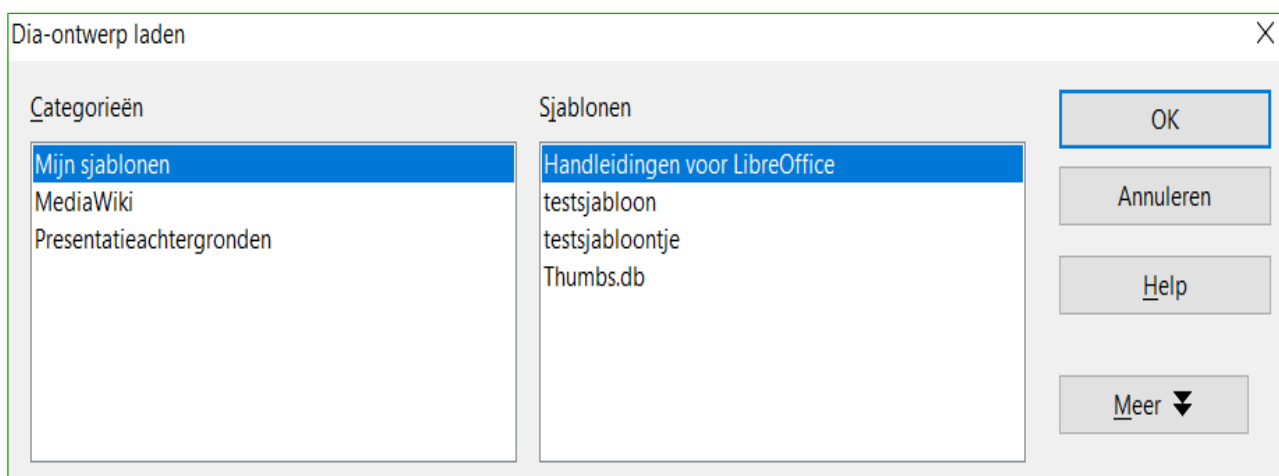 Dia-ontwerp laden
Categorieën
Mijn sjablonen
MediaWiki
Presentatieachtergronden
Sjablonen
Handleidingen voor LibreOffice
testsjabloon
testsjabloontje
Thumbs.db
OK
Annuleren
Help
Meer